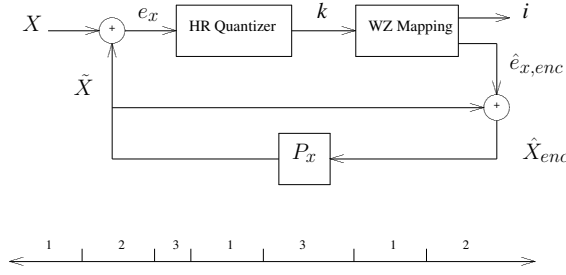 X + e_x HR Quantizer k WZ Mapping i
X̃ ê_{x,enc}
+
P_x X̂_{enc}
1 2 3 1 3 1 2